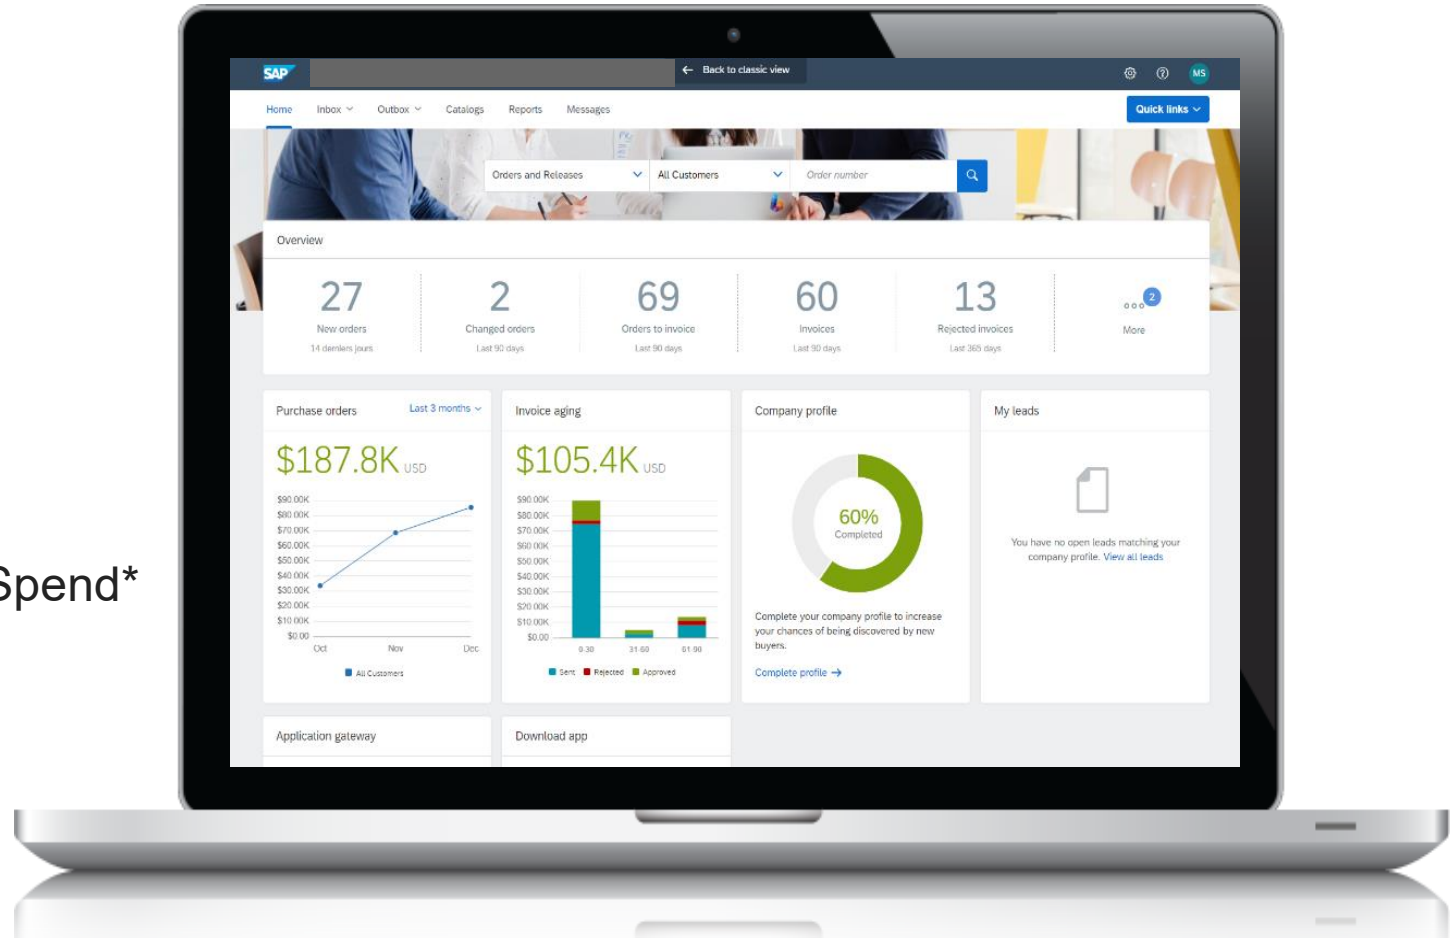 SAP
← Back to classic view
MS
Home Inbox Outbox Catalogs Reports Messages
Quick links
Orders and Releases All Customers Order number
Overview
27 2 69 60 13 2
New orders Changed orders Orders to invoice Invoices Rejected invoices More
14 derniers jours Last 90 days Last 90 days Last 90 days Last 365 days
Purchase orders Last 3 months
$187.8K USD
$90.00K
$80.00K
$70.00K
$60.00K
$50.00K
$40.00K
$30.00K
$20.00K
$10.00K
$0.00
Oct Nov Dec
All Customers
Invoice aging
$105.4K USD
$90.00K
$80.00K
$70.00K
$60.00K
$50.00K
$40.00K
$30.00K
$20.00K
$10.00K
$0.00
0-30 31-60 61-90
Sent Rejected Approved
Company profile
60%
Completed
Complete your company profile to increase
your chances of being discovered by new
buyers.
Complete profile →
My leads
You have no open leads matching your
company profile. View all leads
Application gateway
Download app
Spend*